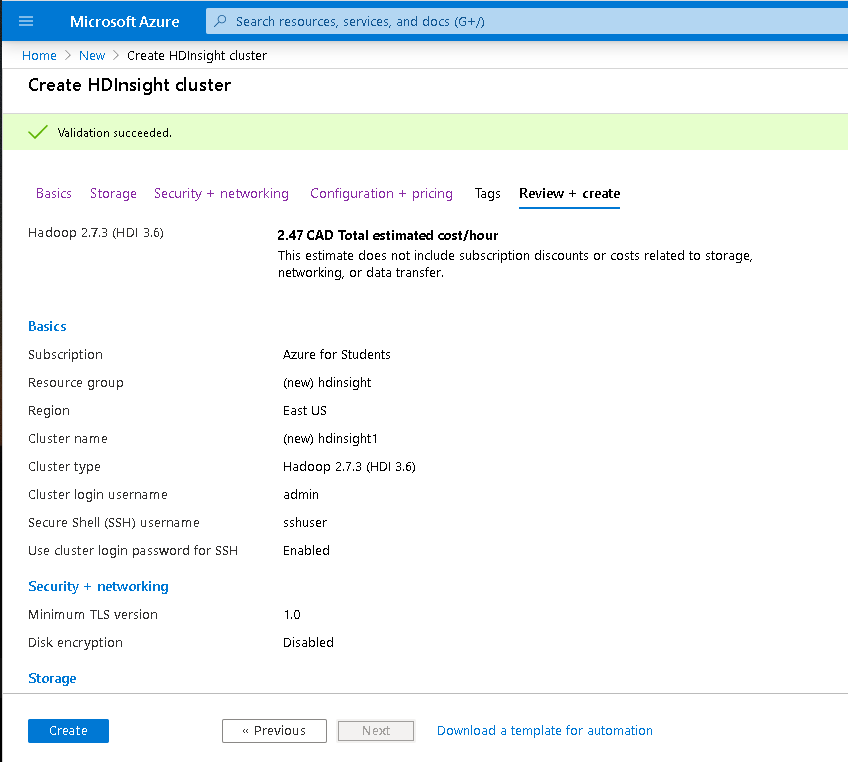 Microsoft Azure
Search resources, services, and docs (G+/)
Home > New > Create HDInsight cluster
Create HDInsight cluster
Validation succeeded.
Basics Storage Security + networking Configuration + pricing Tags Review + create
Hadoop 2.7.3 (HDI 3.6)
2.47 CAD Total estimated cost/hour
This estimate does not include subscription discounts or costs related to storage,
networking, or data transfer.
Basics
Subscription Azure for Students
Resource group (new) hdinsight
Region East US
Cluster name (new) hdinsight1
Cluster type Hadoop 2.7.3 (HDI 3.6)
Cluster login username admin
Secure Shell (SSH) username sshuser
Use cluster login password for SSH Enabled
Security + networking
Minimum TLS version 1.0
Disk encryption Disabled
Storage
Create « Previous Next Download a template for automation